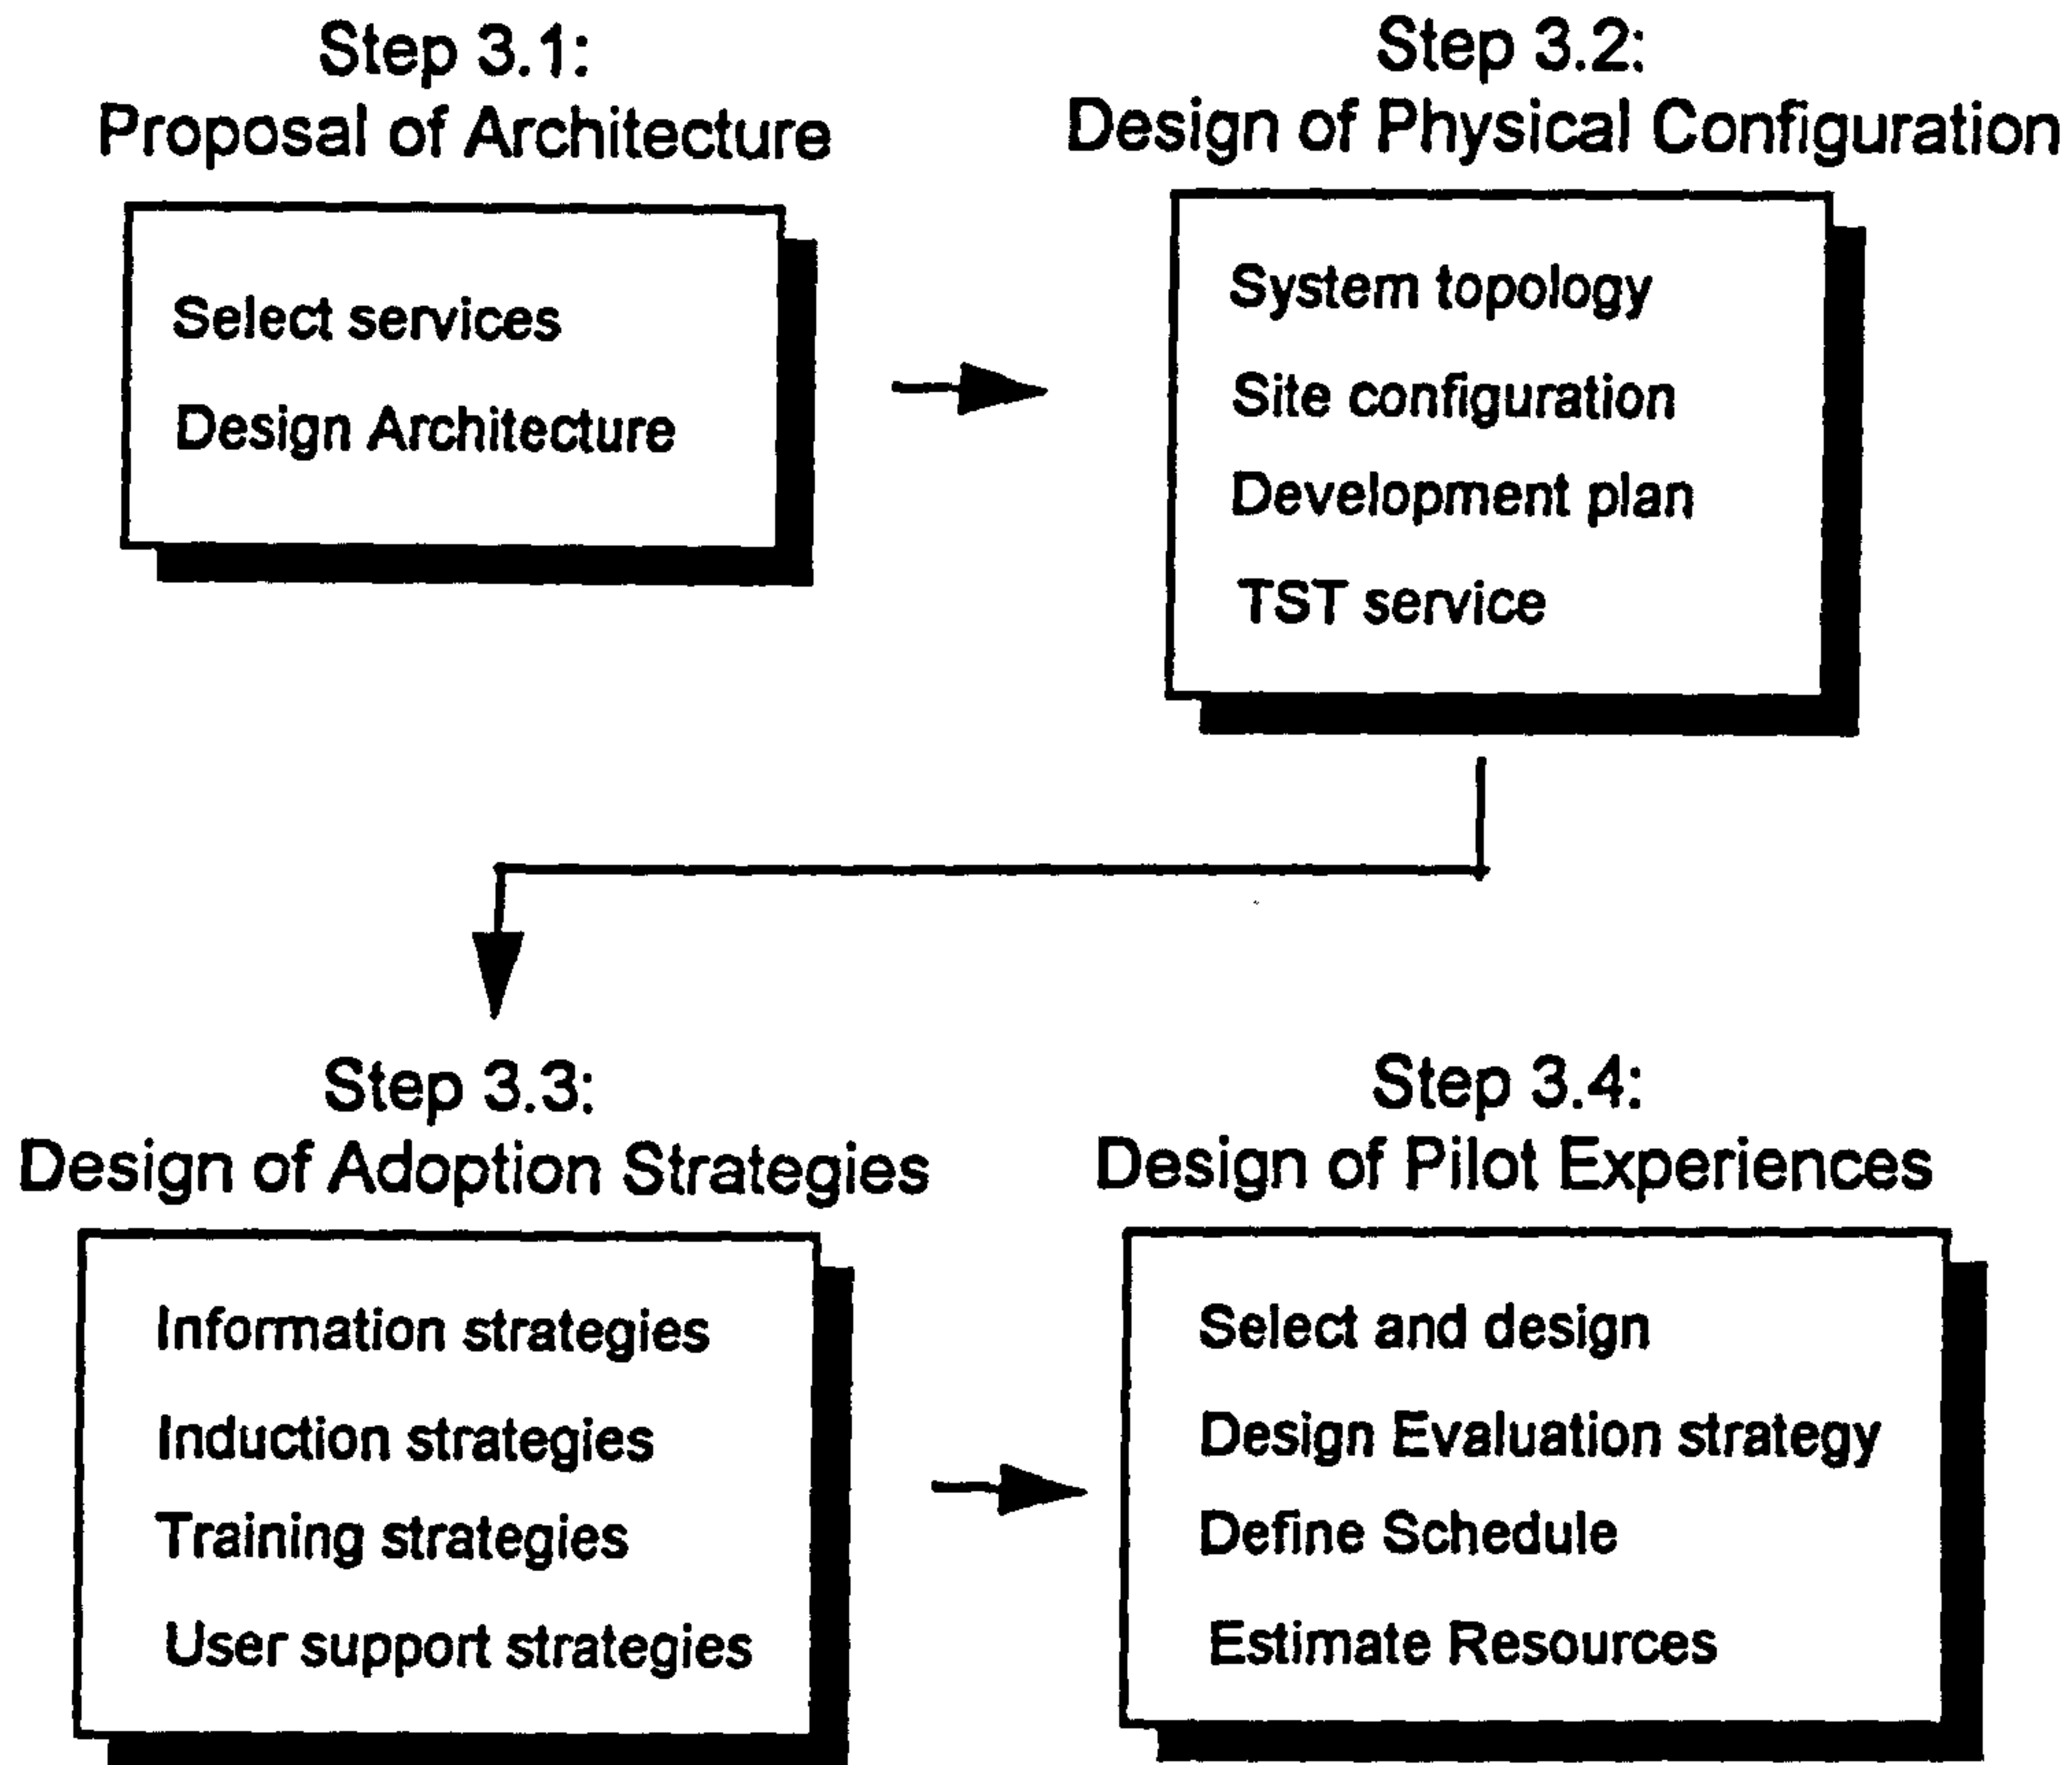 Step 3.1:
Proposal of Architecture
Select services
Design Architecture
Step 3.2:
Design of Physical Configuration
System topology
Site configuration
Development plan
TST service
Step 3.3:
Design of Adoption Strategies
Information strategies
Induction strategies
Training strategies
User support strategies
Step 3.4:
Design of Pilot Experiences
Select and design
Design Evaluation strategy
Define Schedule
Estimate Resources